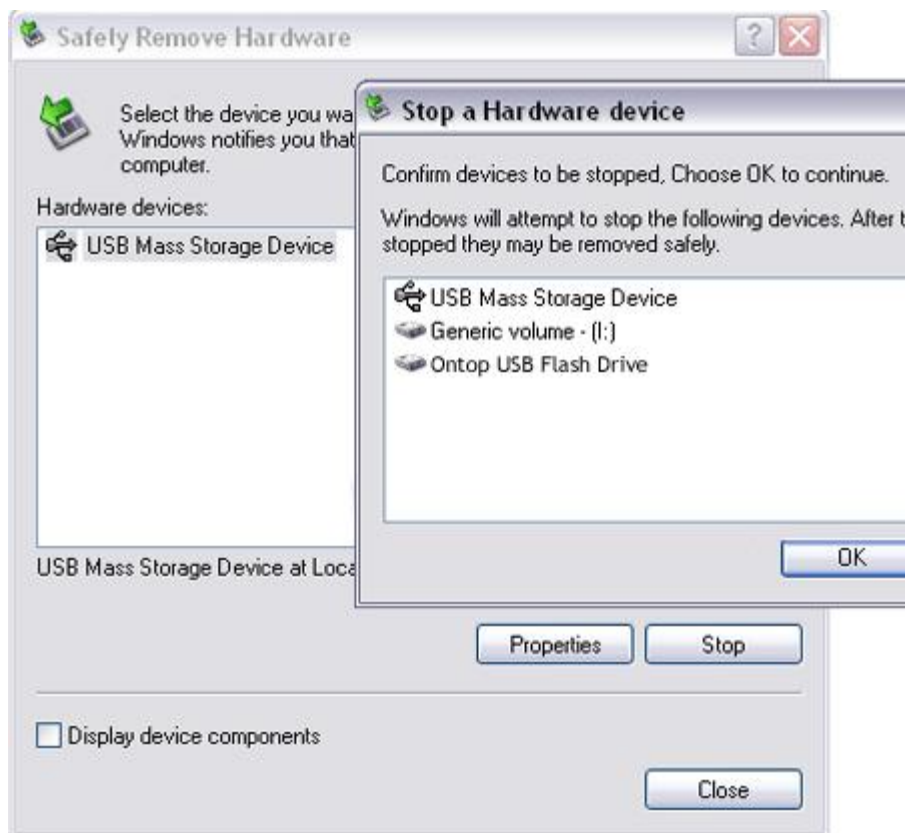 Safely Remove Hardware
Select the device you wa
Windows notifies you that
computer.
Hardware devices:
USB Mass Storage Device
USB Mass Storage Device at Loca
Properties
Stop
Display device components
Close
Stop a Hardware device
Confirm devices to be stopped, Choose OK to continue.
Windows will attempt to stop the following devices. After t
stopped they may be removed safely.
USB Mass Storage Device
Generic volume - (I:)
Ontop USB Flash Drive
OK